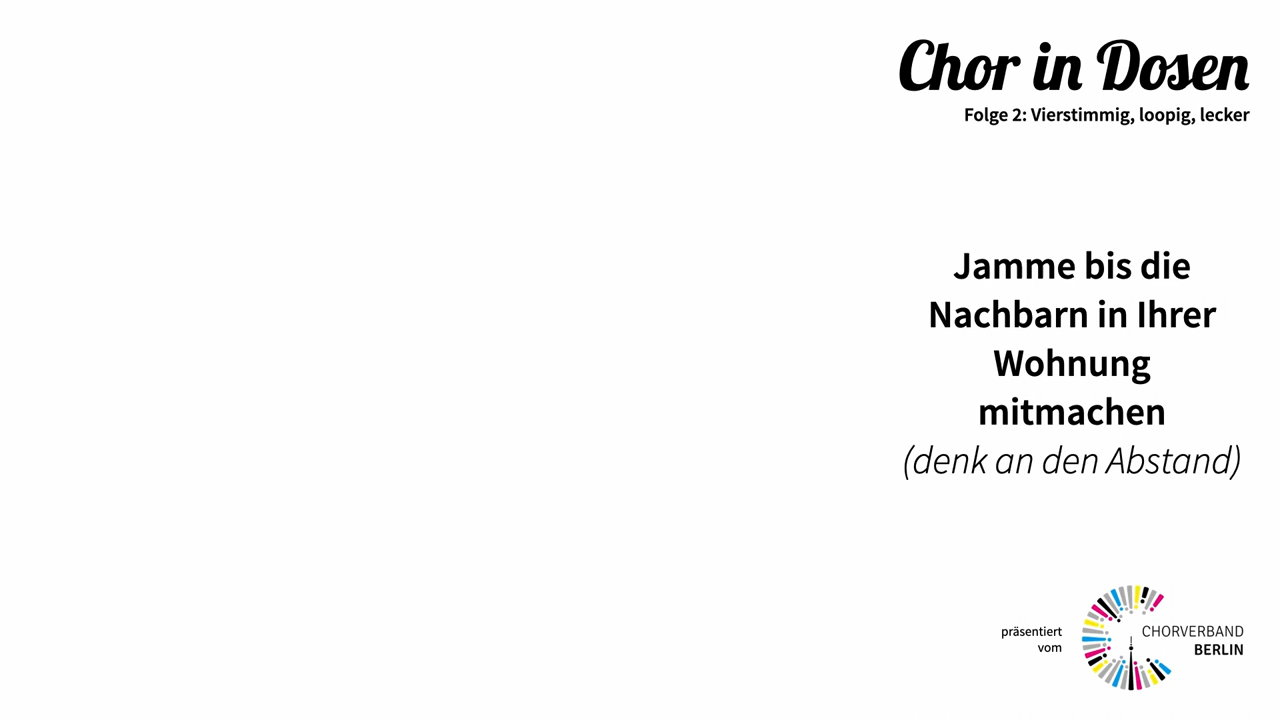 Chor in Dosen
Folge 2: Vierstimmig, loopig, lecker
Jamme bis die
Nachbarn in Ihrer
Wohnung
mitmachen
(denk an den Abstand)
präsentiert
vom
CHORVERBAND
BERLIN